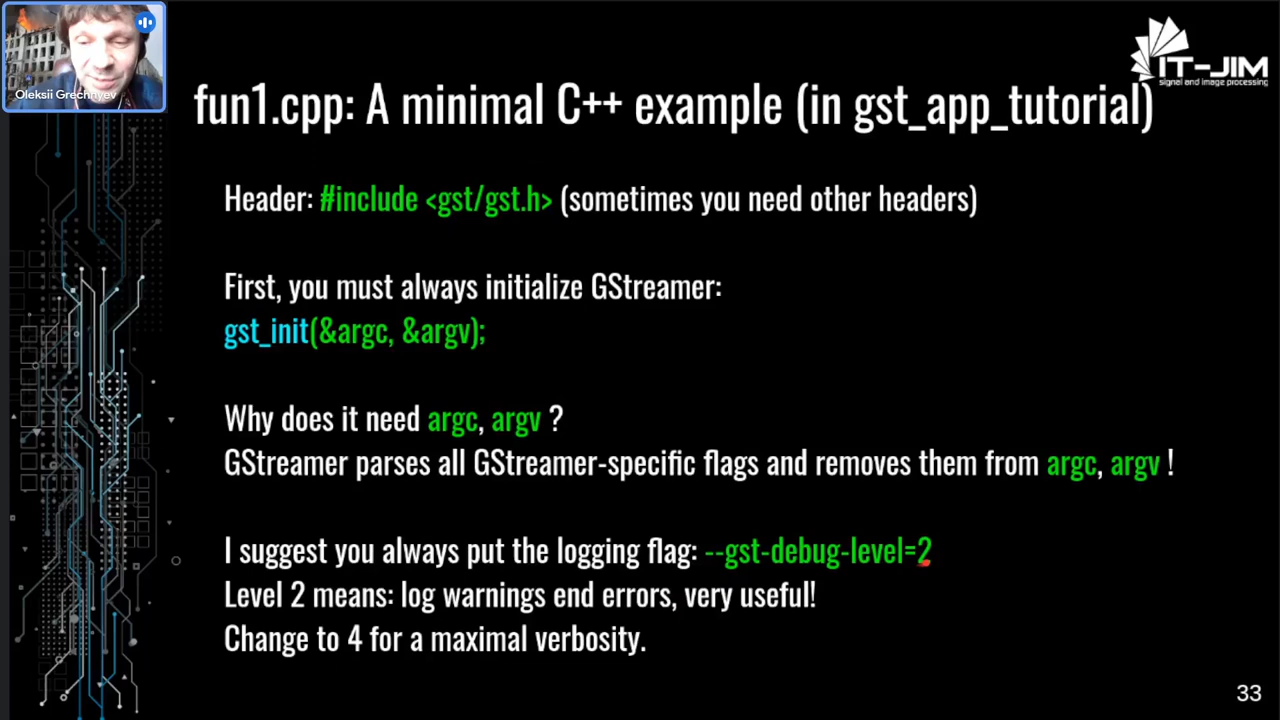 Oleksii Grechnyev
IT-JIM
signal and image processing
fun1.cpp: A minimal C++ example (in gst_app_tutorial)
Header: #include <gst/gst.h> (sometimes you need other headers)
First, you must always initialize GStreamer:
gst_init(&argc, &argv);
Why does it need argc, argv ?
GStreamer parses all GStreamer-specific flags and removes them from argc, argv !
I suggest you always put the logging flag: --gst-debug-level=2
Level 2 means: log warnings end errors, very useful!
Change to 4 for a maximal verbosity.
33